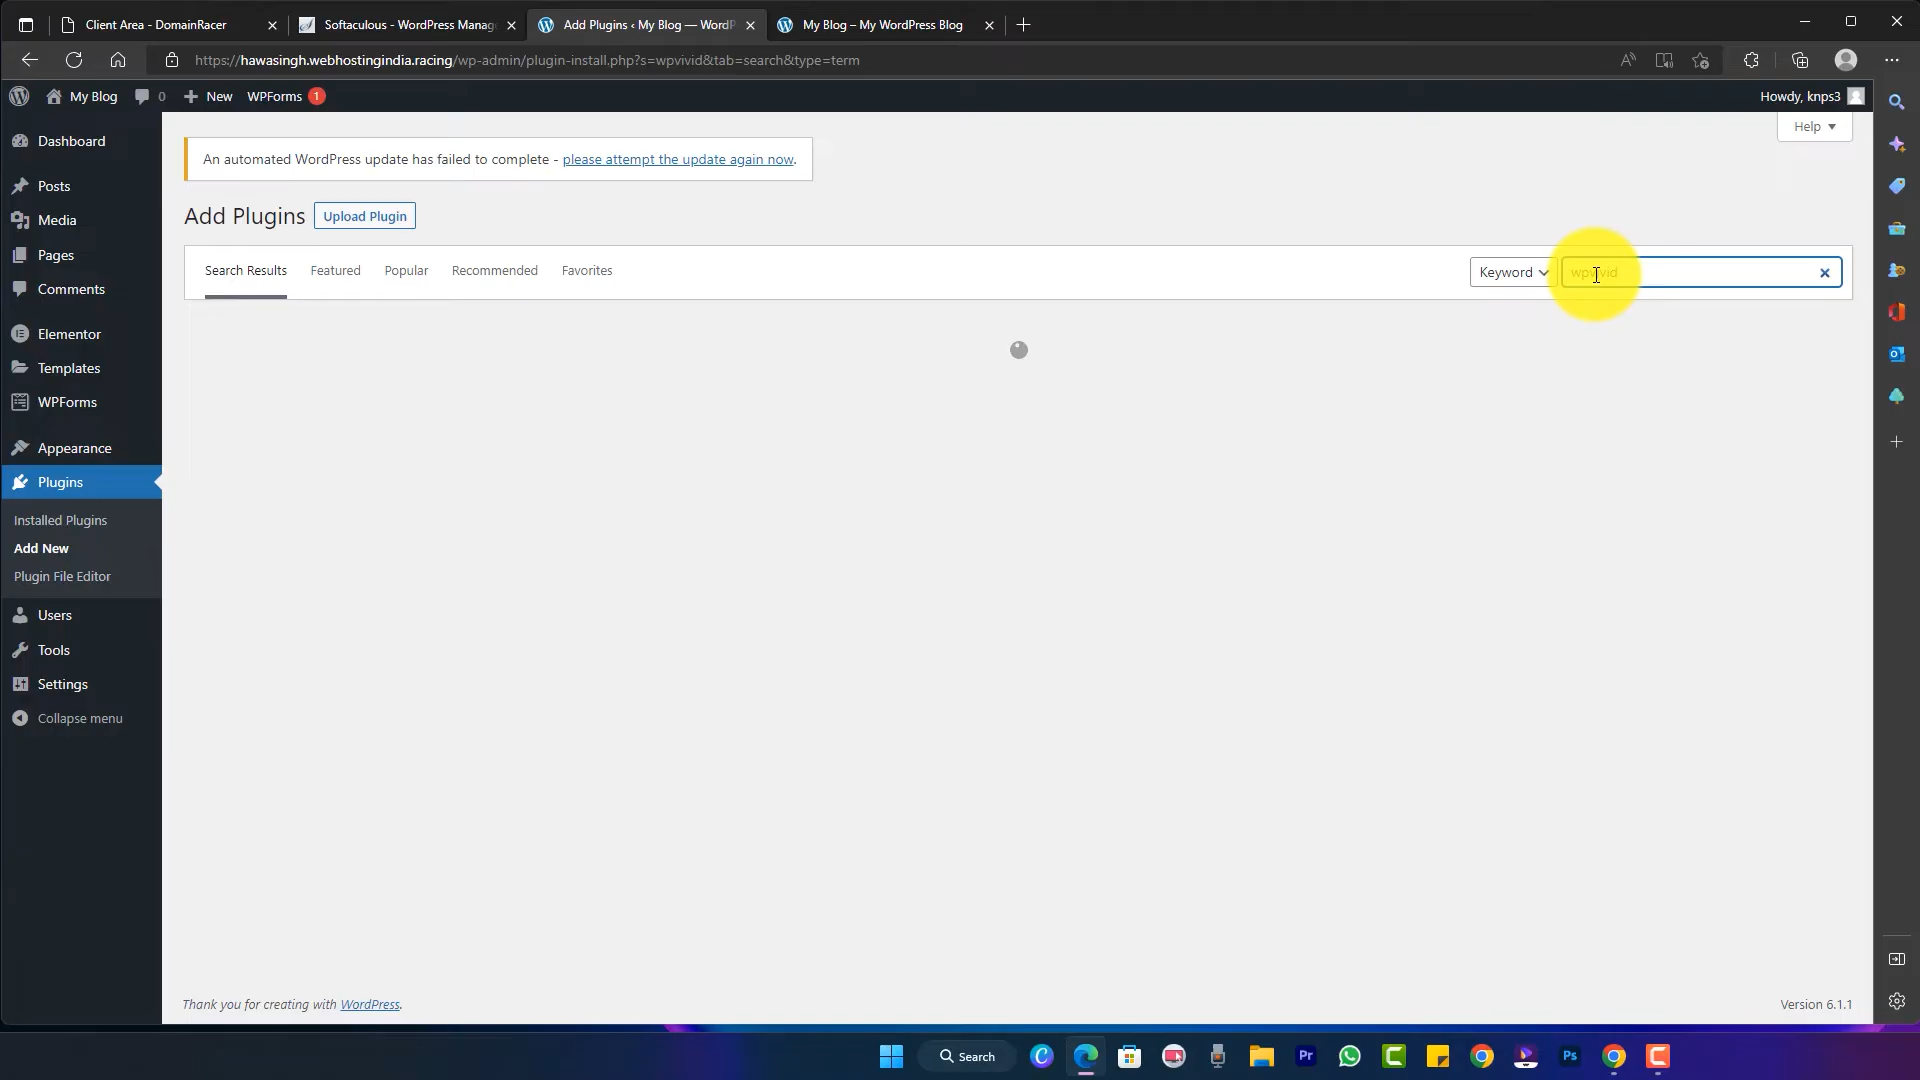 Client Area - DomainRacer
Softaculous - WordPress Manag
Add Plugins ‹ My Blog — WordP
My Blog – My WordPress Blog
https://hawasingh.webhostingindia.racing/wp-admin/plugin-install.php?s=wpvivid&tab=search&type=term
My Blog
0
New
WPForms
1
Howdy, knps3
Help
Dashboard
Posts
Media
Pages
Comments
Elementor
Templates
WPForms
Appearance
Plugins
Installed Plugins
Add New
Plugin File Editor
Users
Tools
Settings
Collapse menu
An automated WordPress update has failed to complete - please attempt the update again now.
Add Plugins
Upload Plugin
Search Results
Featured
Popular
Recommended
Favorites
Keyword
wpvivid
Thank you for creating with WordPress.
Version 6.1.1
Search
Pr
Ps